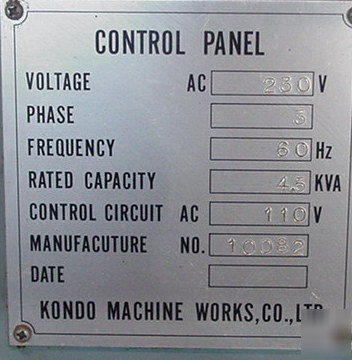 CONTROL PANEL
VOLTAGE AC 230 V
PHASE 3
FREQUENCY 60 Hz
RATED CAPACITY 4.5 KVA
CONTROL CIRCUIT AC 110 V
MANUFACUTURE NO. 10082
DATE
KONDO MACHINE WORKS,CO.,LTD